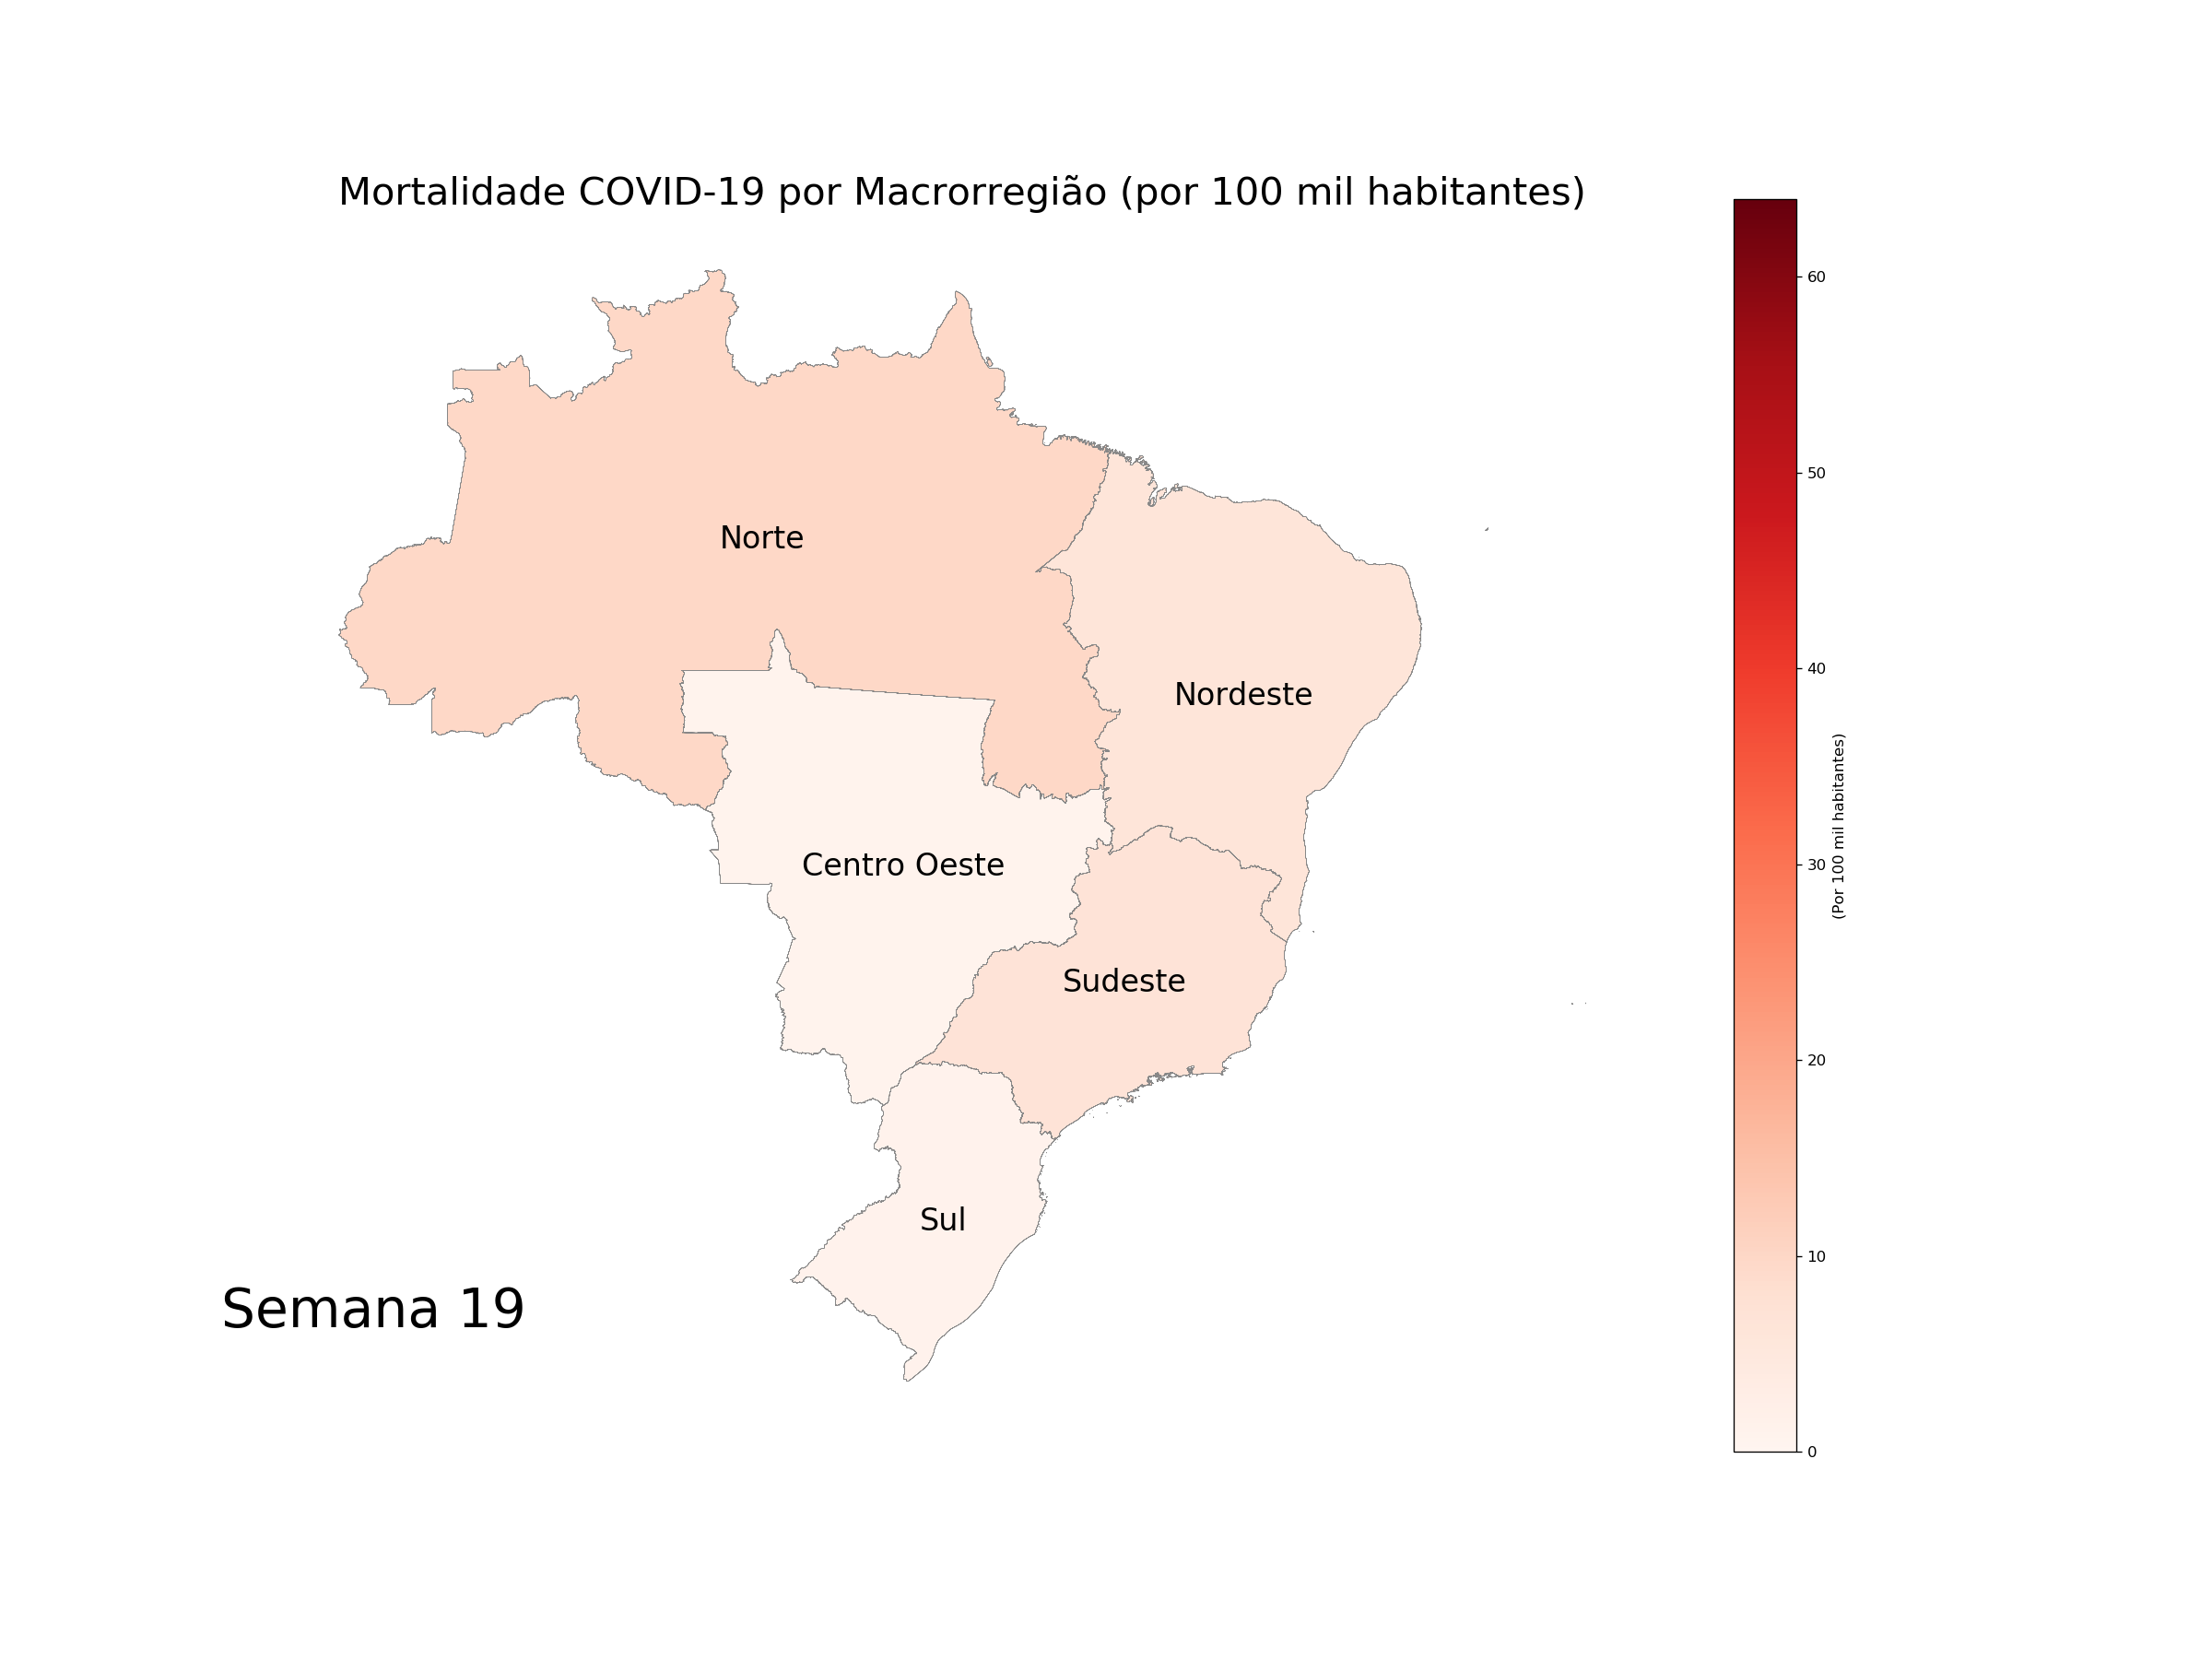 Mortalidade COVID-19 por Macrorregião (por 100 mil habitantes)
Norte
Nordeste
Centro Oeste
Sudeste
Sul
Semana 19
60
50
40
30
20
10
0
(Por 100 mil habitantes)